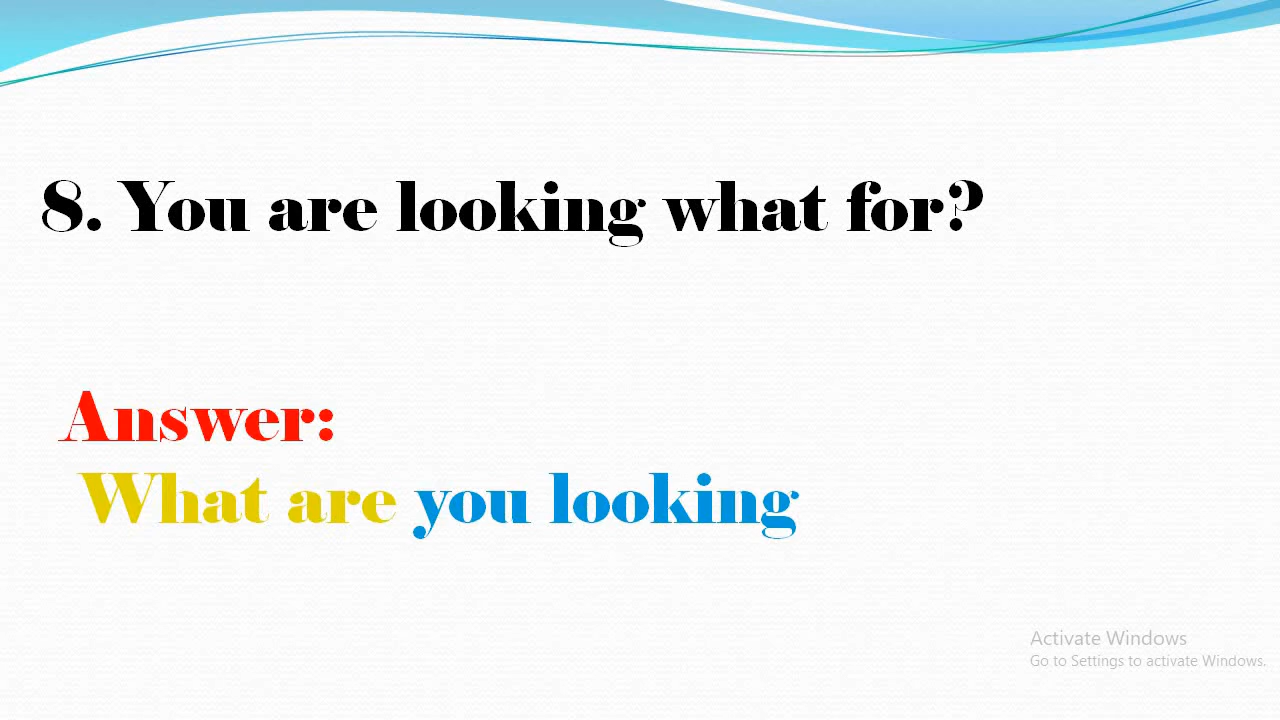 8. You are looking what for?
Answer:
What are you looking
Activate Windows
Go to Settings to activate Windows.